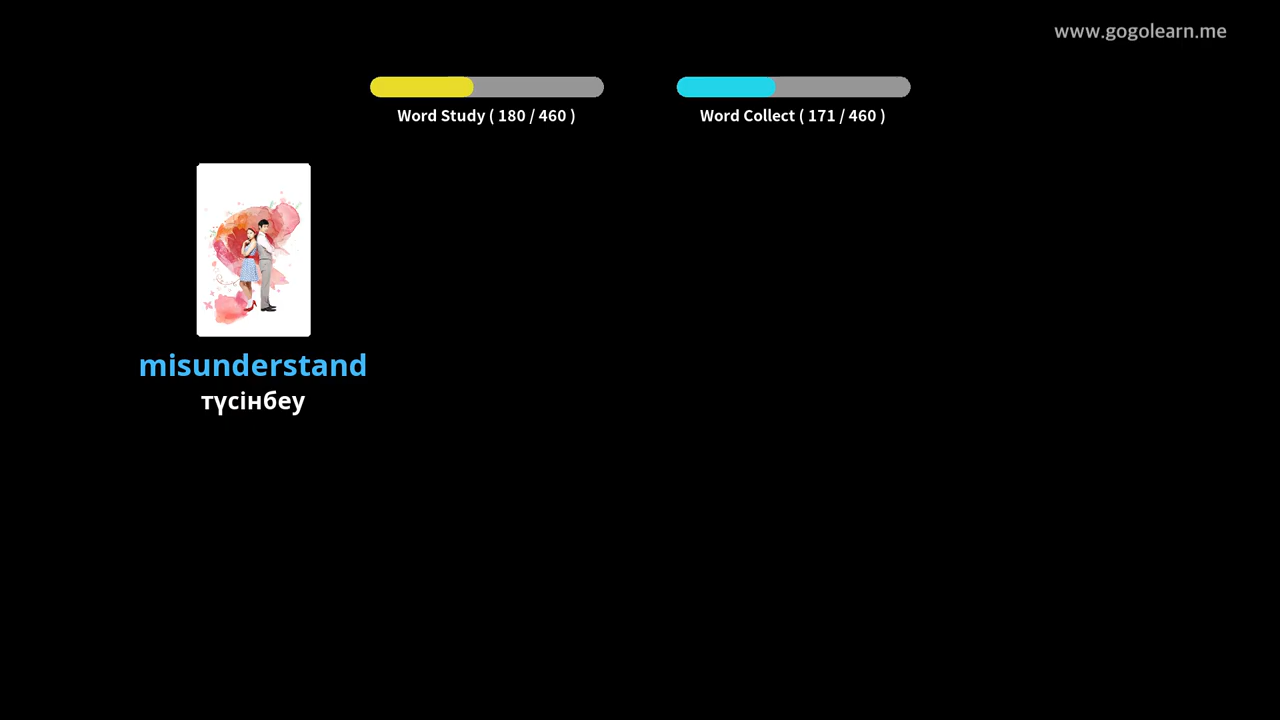 www.gogolearn.me
Word Study ( 180 / 460 )
Word Collect ( 171 / 460 )
misunderstand
түсінбеу